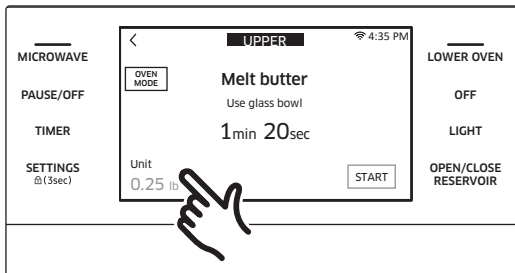 MICROWAVE
PAUSE/OFF
TIMER
SETTINGS
(3sec)
UPPER
4:35 PM
OVEN
MODE
Melt butter
Use glass bowl
1min 20sec
Unit
0.25 lb
START
LOWER OVEN
OFF
LIGHT
OPEN/CLOSE
RESERVOIR